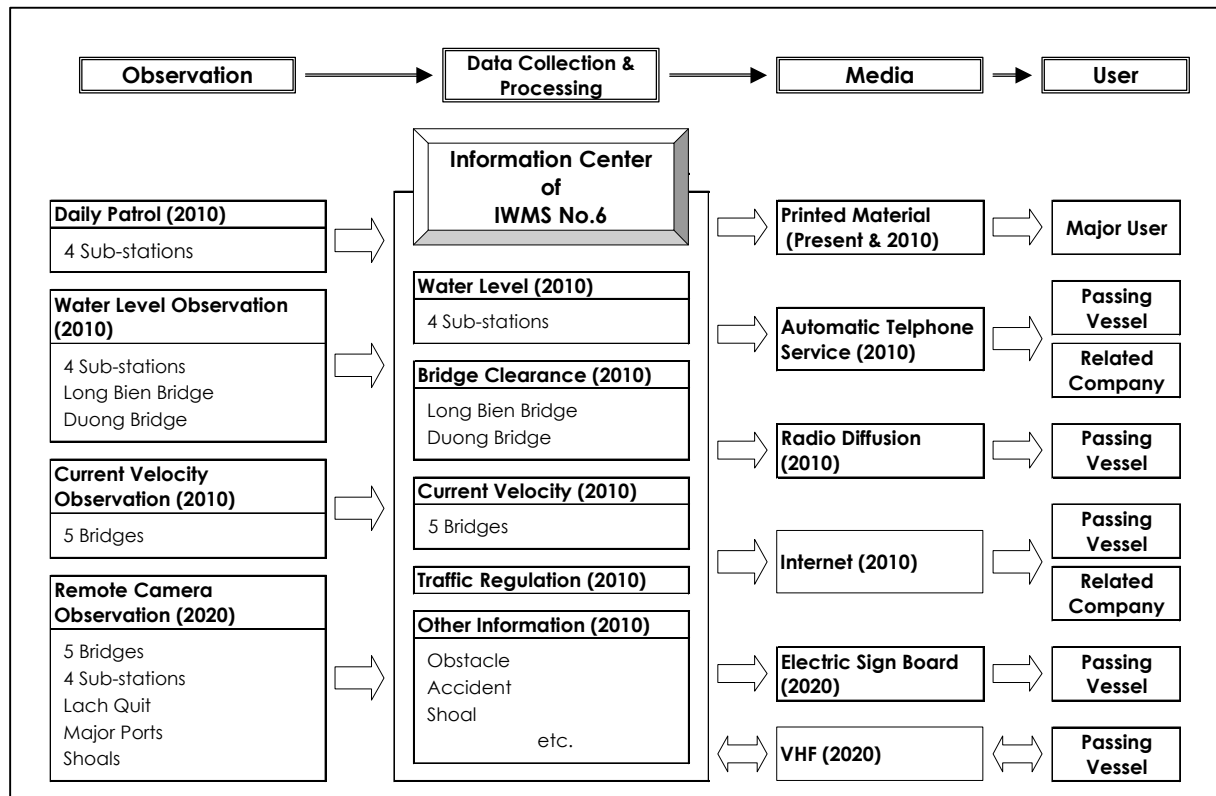 Observation
Data Collection &
Processing
Media
User
Information Center
of
IWMS No.6
Daily Patrol (2010)
4 Sub-stations
Water Level Observation
(2010)
4 Sub-stations
Long Bien Bridge
Duong Bridge
Current Velocity
Observation (2010)
5 Bridges
Remote Camera
Observation (2020)
5 Bridges
4 Sub-stations
Lach Quit
Major Ports
Shoals
Water Level (2010)
4 Sub-stations
Bridge Clearance (2010)
Long Bien Bridge
Duong Bridge
Current Velocity (2010)
5 Bridges
Traffic Regulation (2010)
Other Information (2010)
Obstacle
Accident
Shoal
etc.
Printed Material
(Present & 2010)
Major User
Automatic Telphone
Service (2010)
Passing
Vessel
Related
Company
Radio Diffusion
(2010)
Passing
Vessel
Internet (2010)
Passing
Vessel
Related
Company
Electric Sign Board
(2020)
Passing
Vessel
VHF (2020)
Passing
Vessel